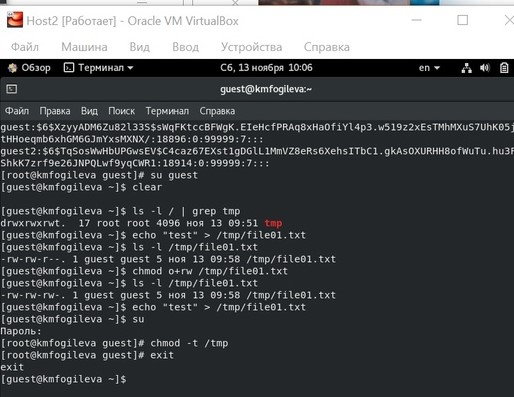 Host2 [Работает] - Oracle VM VirtualBox
Файл Машина Вид Ввод Устройства Справка
Обзор Терминал Сб, 13 ноября 10:06 en
guest@kmfogileva:~
Файл Правка Вид Поиск Терминал Справка
guest:$6$XzyyADM6Zu82l33S$sWqFKtccBFWgK.EIeHcfPRAq8xHaOfiYl4p3.w519z2xEsTMhMXuS7UhK05j
tHHoeqmb6xhGM6GJmYxsMXNX/:18896:0:99999:7:::
guest2:$6$TqSosWwHbUPGwsEV$C4caz67EXst1gDGlL1MmVZ8eRs6XehsITbC1.gkAsOXURHH8ofWuTu.hu3F
ShkK7zrf9e26JNPQLwf9yqCWR1:18914:0:99999:7:::
[root@kmfogileva guest]# su guest
[guest@kmfogileva ~]$ clear
[guest@kmfogileva ~]$ ls -l / | grep tmp
drwxrwxrwt. 17 root root 4096 ноя 13 09:51 tmp
[guest@kmfogileva ~]$ echo "test" > /tmp/file01.txt
[guest@kmfogileva ~]$ ls -l /tmp/file01.txt
-rw-rw-r--. 1 guest guest 5 ноя 13 09:58 /tmp/file01.txt
[guest@kmfogileva ~]$ chmod o+rw /tmp/file01.txt
[guest@kmfogileva ~]$ ls -l /tmp/file01.txt
-rw-rw-rw-. 1 guest guest 5 ноя 13 09:58 /tmp/file01.txt
[guest@kmfogileva ~]$ echo "test" > /tmp/file01.txt
[guest@kmfogileva ~]$ su
Пароль:
[root@kmfogileva guest]# chmod -t /tmp
[root@kmfogileva guest]# exit
exit
[guest@kmfogileva ~]$